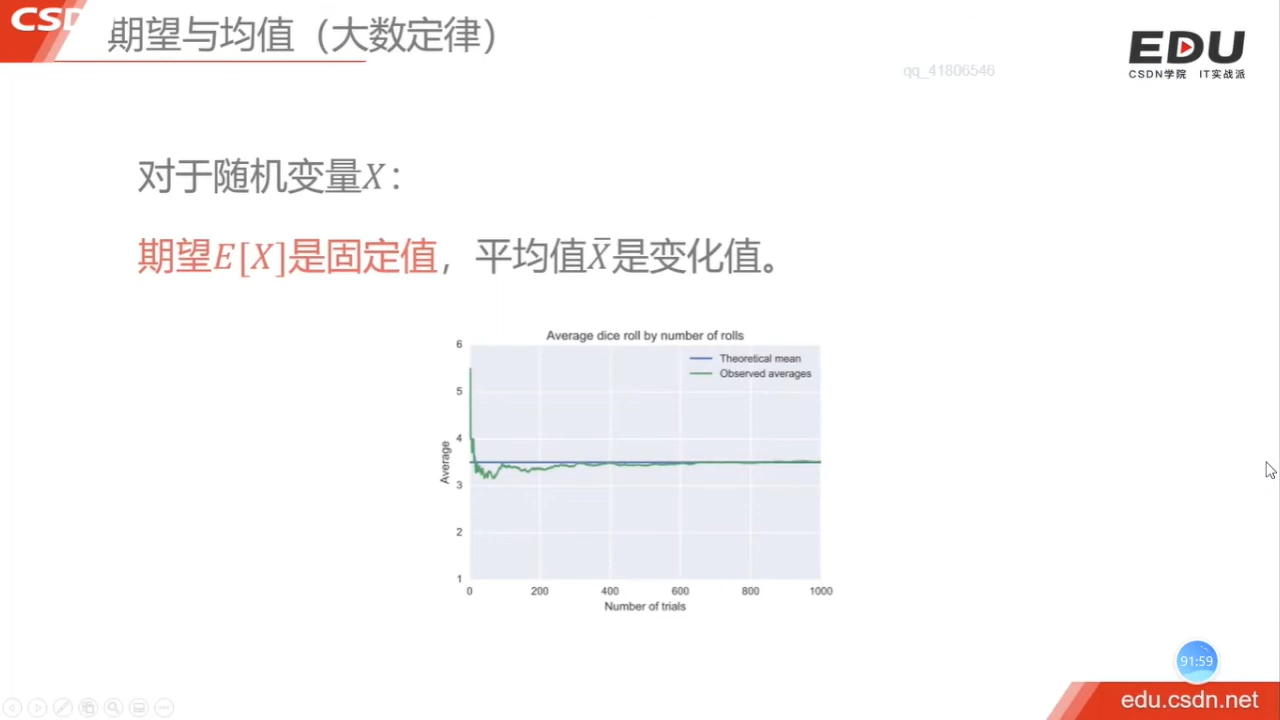 CSD
期望与均值（大数定律）
EDU
CSDN学院 IT实战派
qq_41806546
对于随机变量X：
期望E[X]是固定值，平均值X̄是变化值。
Average dice roll by number of rolls
Theoretical mean
Observed averages
Average
6
5
4
3
2
1
0 200 400 600 800 1000
Number of trials
91:59
edu.csdn.net